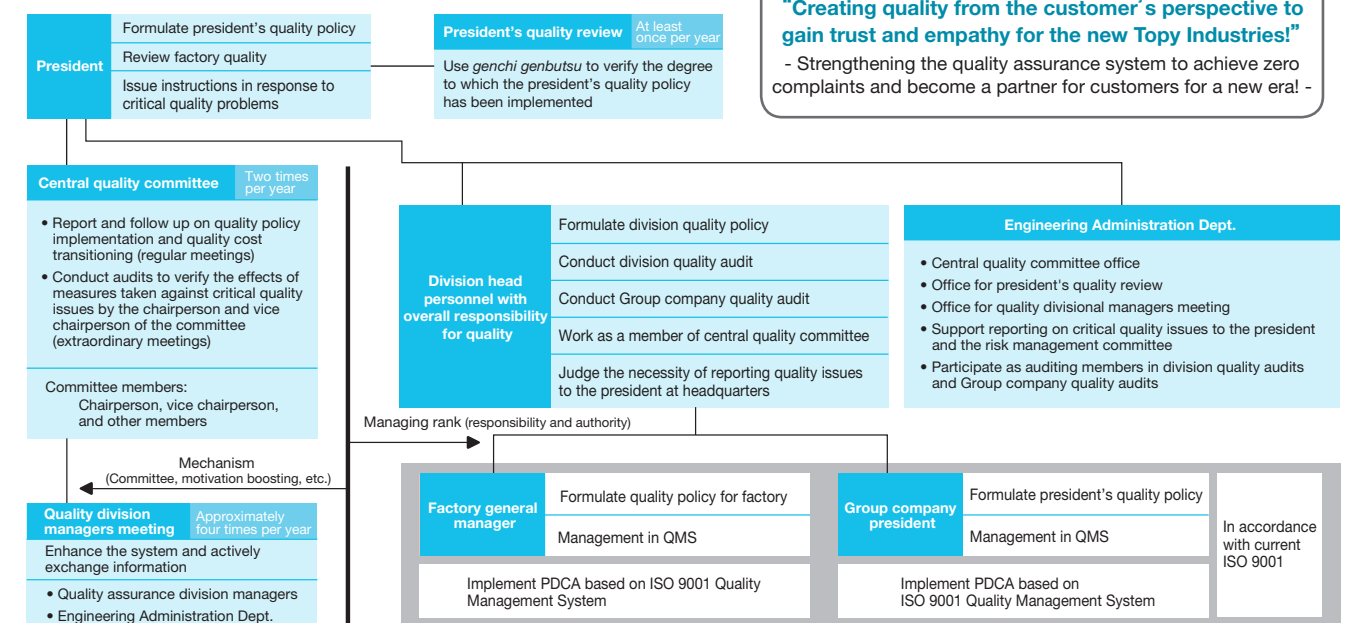 “Creating quality from the customer’s perspective to
gain trust and empathy for the new Topy Industries!”
- Strengthening the quality assurance system to achieve zero
complaints and become a partner for customers for a new era! -
President
Formulate president’s quality policy
Review factory quality
Issue instructions in response to
critical quality problems
President’s quality review
At least
once per year
Use genchi genbutsu to verify the degree
to which the president’s quality policy
has been implemented
Central quality committee
Two times
per year
• Report and follow up on quality policy
implementation and quality cost
transitioning (regular meetings)
• Conduct audits to verify the effects of
measures taken against critical quality
issues by the chairperson and vice
chairperson of the committee
(extraordinary meetings)
Committee members:
Chairperson, vice chairperson,
and other members
Mechanism
(Committee, motivation boosting, etc.)
Quality division
managers meeting
Approximately
four times per year
Enhance the system and actively
exchange information
• Quality assurance division managers
• Engineering Administration Dept.
Managing rank (responsibility and authority)
Division head
personnel with
overall responsibility
for quality
Formulate division quality policy
Conduct division quality audit
Conduct Group company quality audit
Work as a member of central quality committee
Judge the necessity of reporting quality issues
to the president at headquarters
Engineering Administration Dept.
• Central quality committee office
• Office for president's quality review
• Office for quality divisional managers meeting
• Support reporting on critical quality issues to the president
and the risk management committee
• Participate as auditing members in division quality audits
and Group company quality audits
Factory general
manager
Formulate quality policy for factory
Management in QMS
Implement PDCA based on ISO 9001 Quality
Management System
Group company
president
Formulate president’s quality policy
Management in QMS
Implement PDCA based on
ISO 9001 Quality Management System
In accordance
with current
ISO 9001